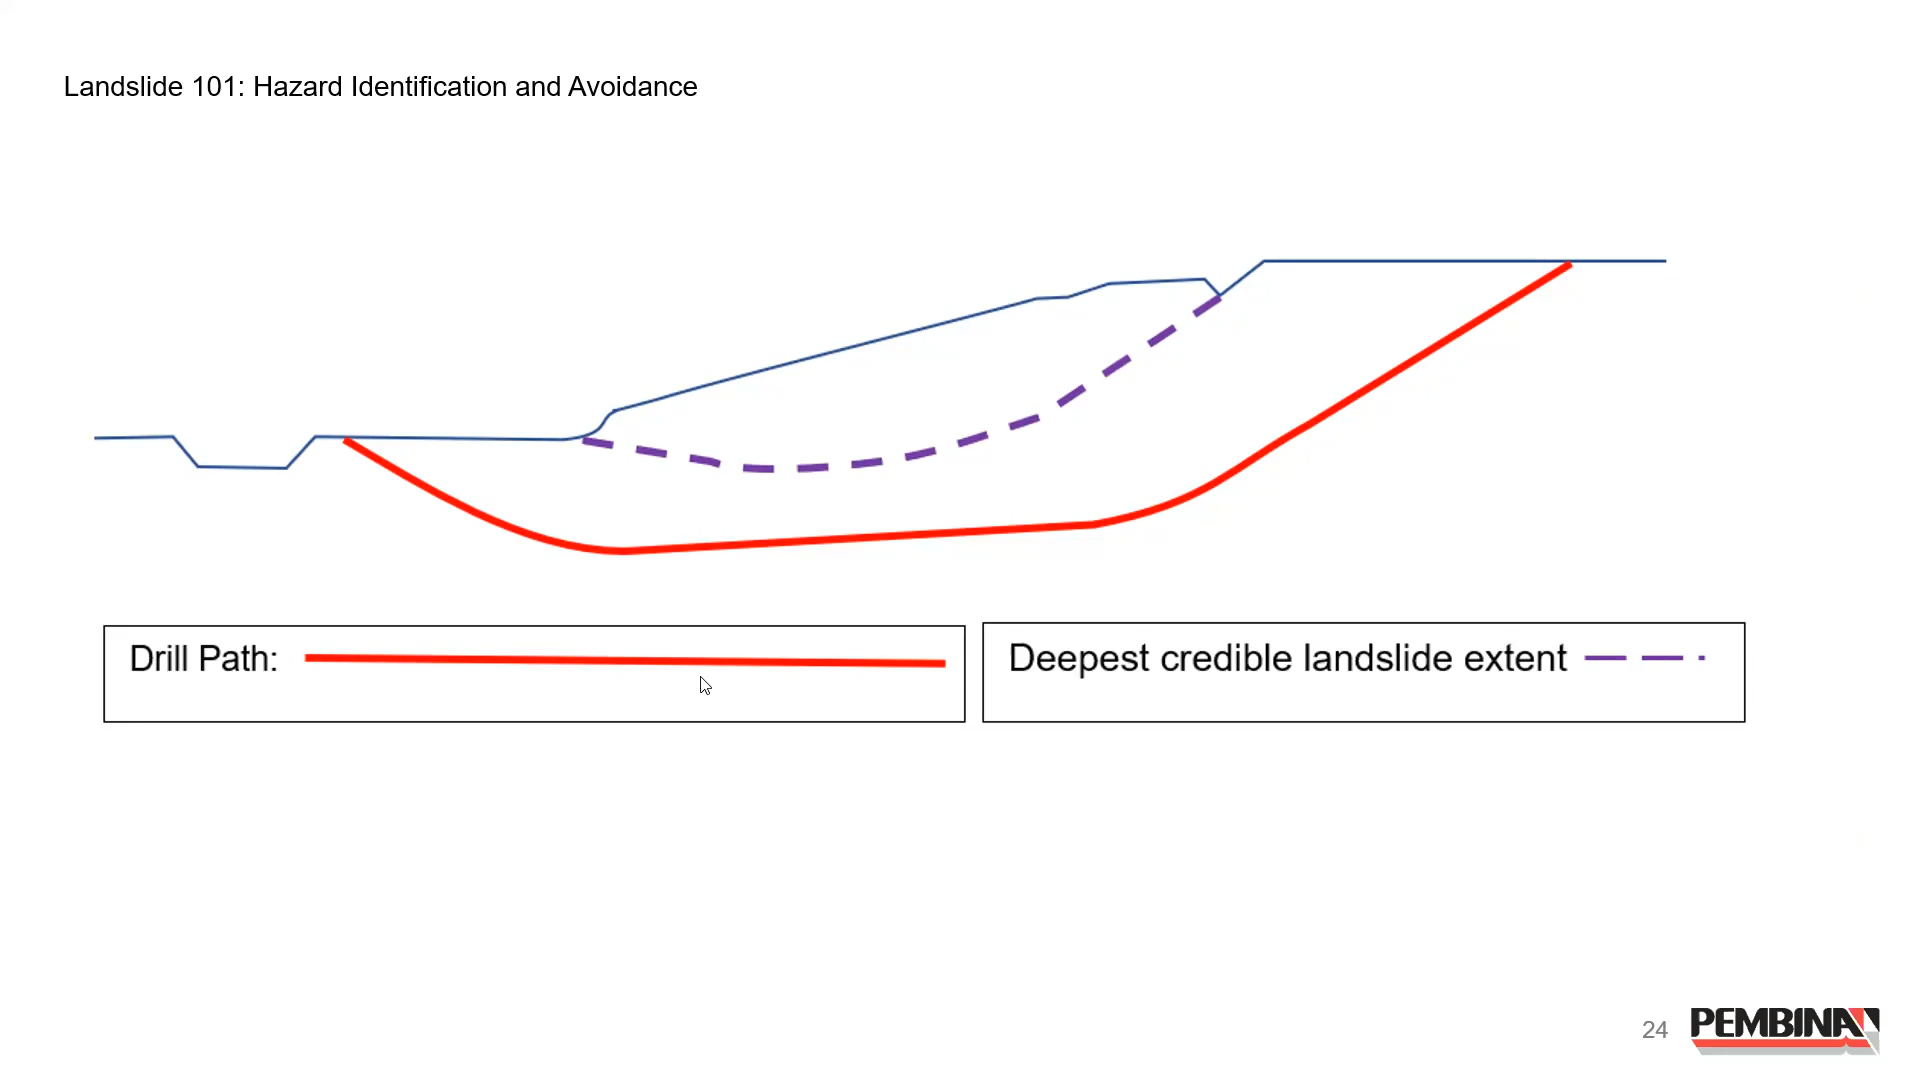 Landslide 101: Hazard Identification and Avoidance
Drill Path:
Deepest credible landslide extent
24
PEMBINA